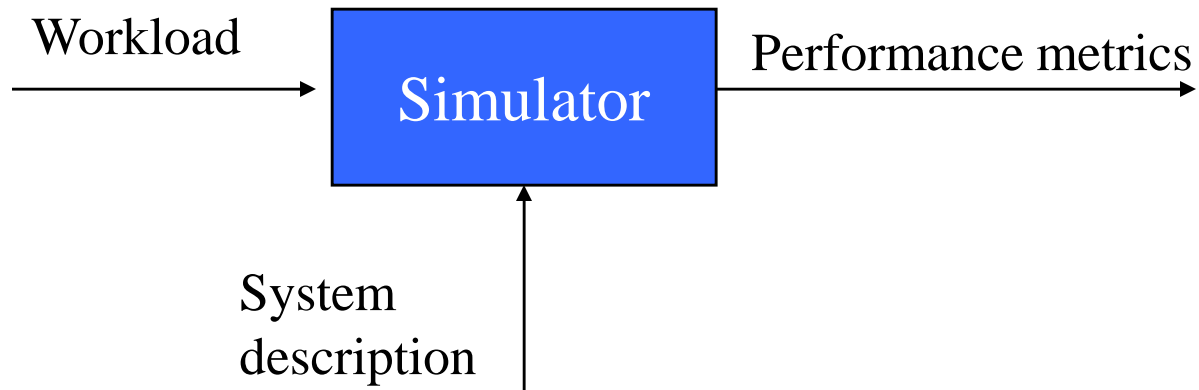 Workload
Performance metrics
Simulator
System
description